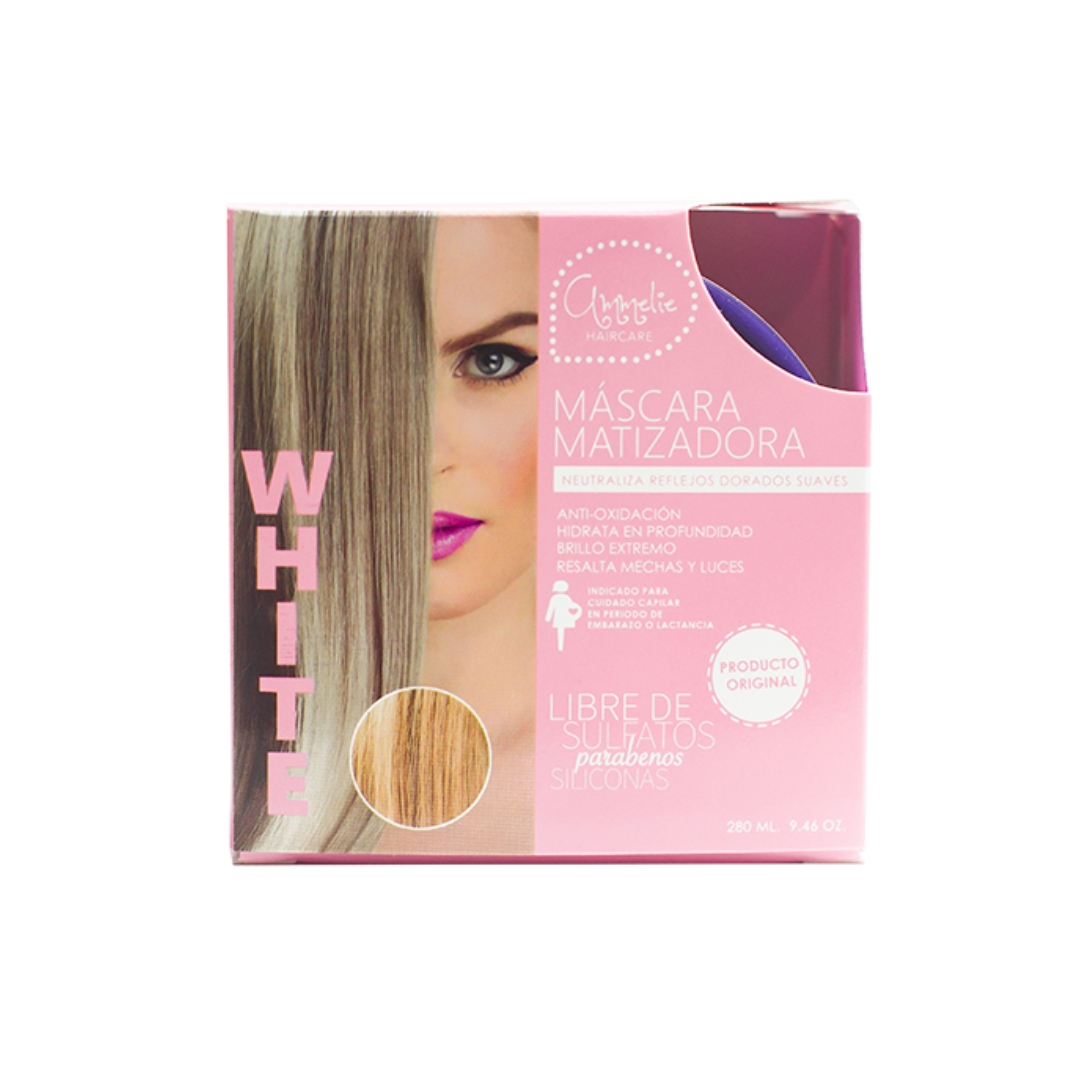 WHITE
Ammelie
HAIRCARE
MÁSCARA
MATIZADORA
NEUTRALIZA REFLEJOS DORADOS SUAVES
ANTI-OXIDACIÓN
HIDRATA EN PROFUNDIDAD
BRILLO EXTREMO
RESALTA MECHAS Y LUCES
INDICADO PARA
CUIDADO CAPILAR
EN PERIODO DE
EMBARAZO O LACTANCIA
PRODUCTO
ORIGINAL
LIBRE DE
SULFATOS
parabenos
SILICONAS
280 ML. 9.46 OZ.